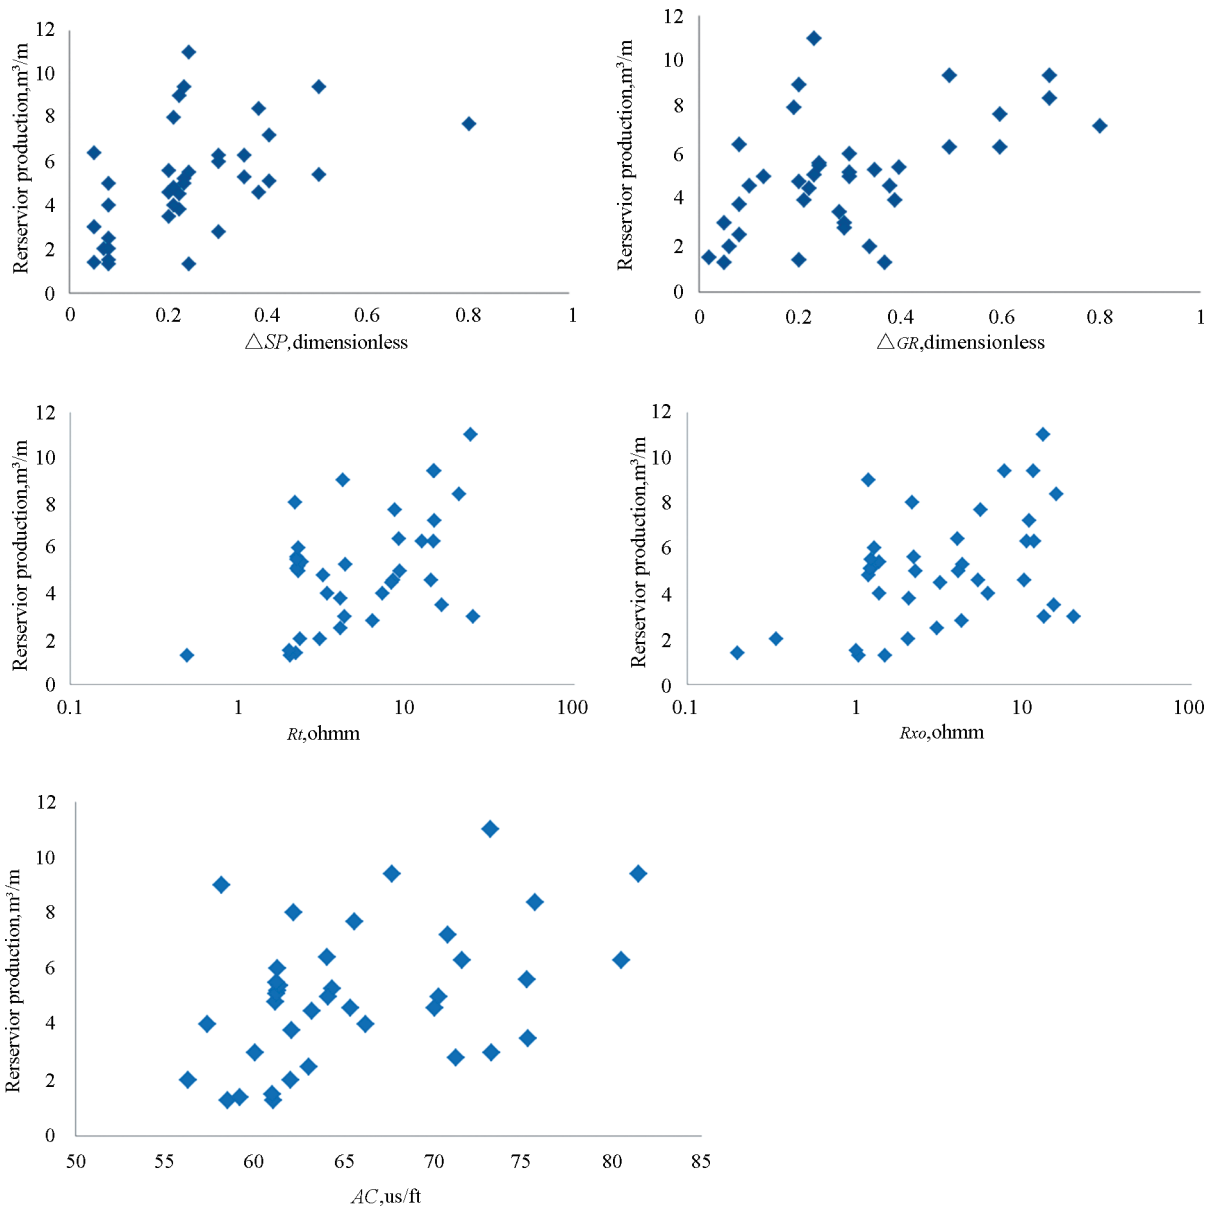 Rerservior production,m³/m
12
10
8
6
4
2
0
0 0.2 0.4 0.6 0.8 1
△SP,dimensionless
Rerservior production,m³/m
12
10
8
6
4
2
0
0 0.2 0.4 0.6 0.8 1
△GR,dimensionless
Rerservior production,m³/m
12
10
8
6
4
2
0
0.1 1 10 100
Rt,ohmm
Rerservior production,m³/m
12
10
8
6
4
2
0
0.1 1 10 100
Rxo,ohmm
Rerservior production,m³/m
12
10
8
6
4
2
0
50 55 60 65 70 75 80 85
AC,us/ft